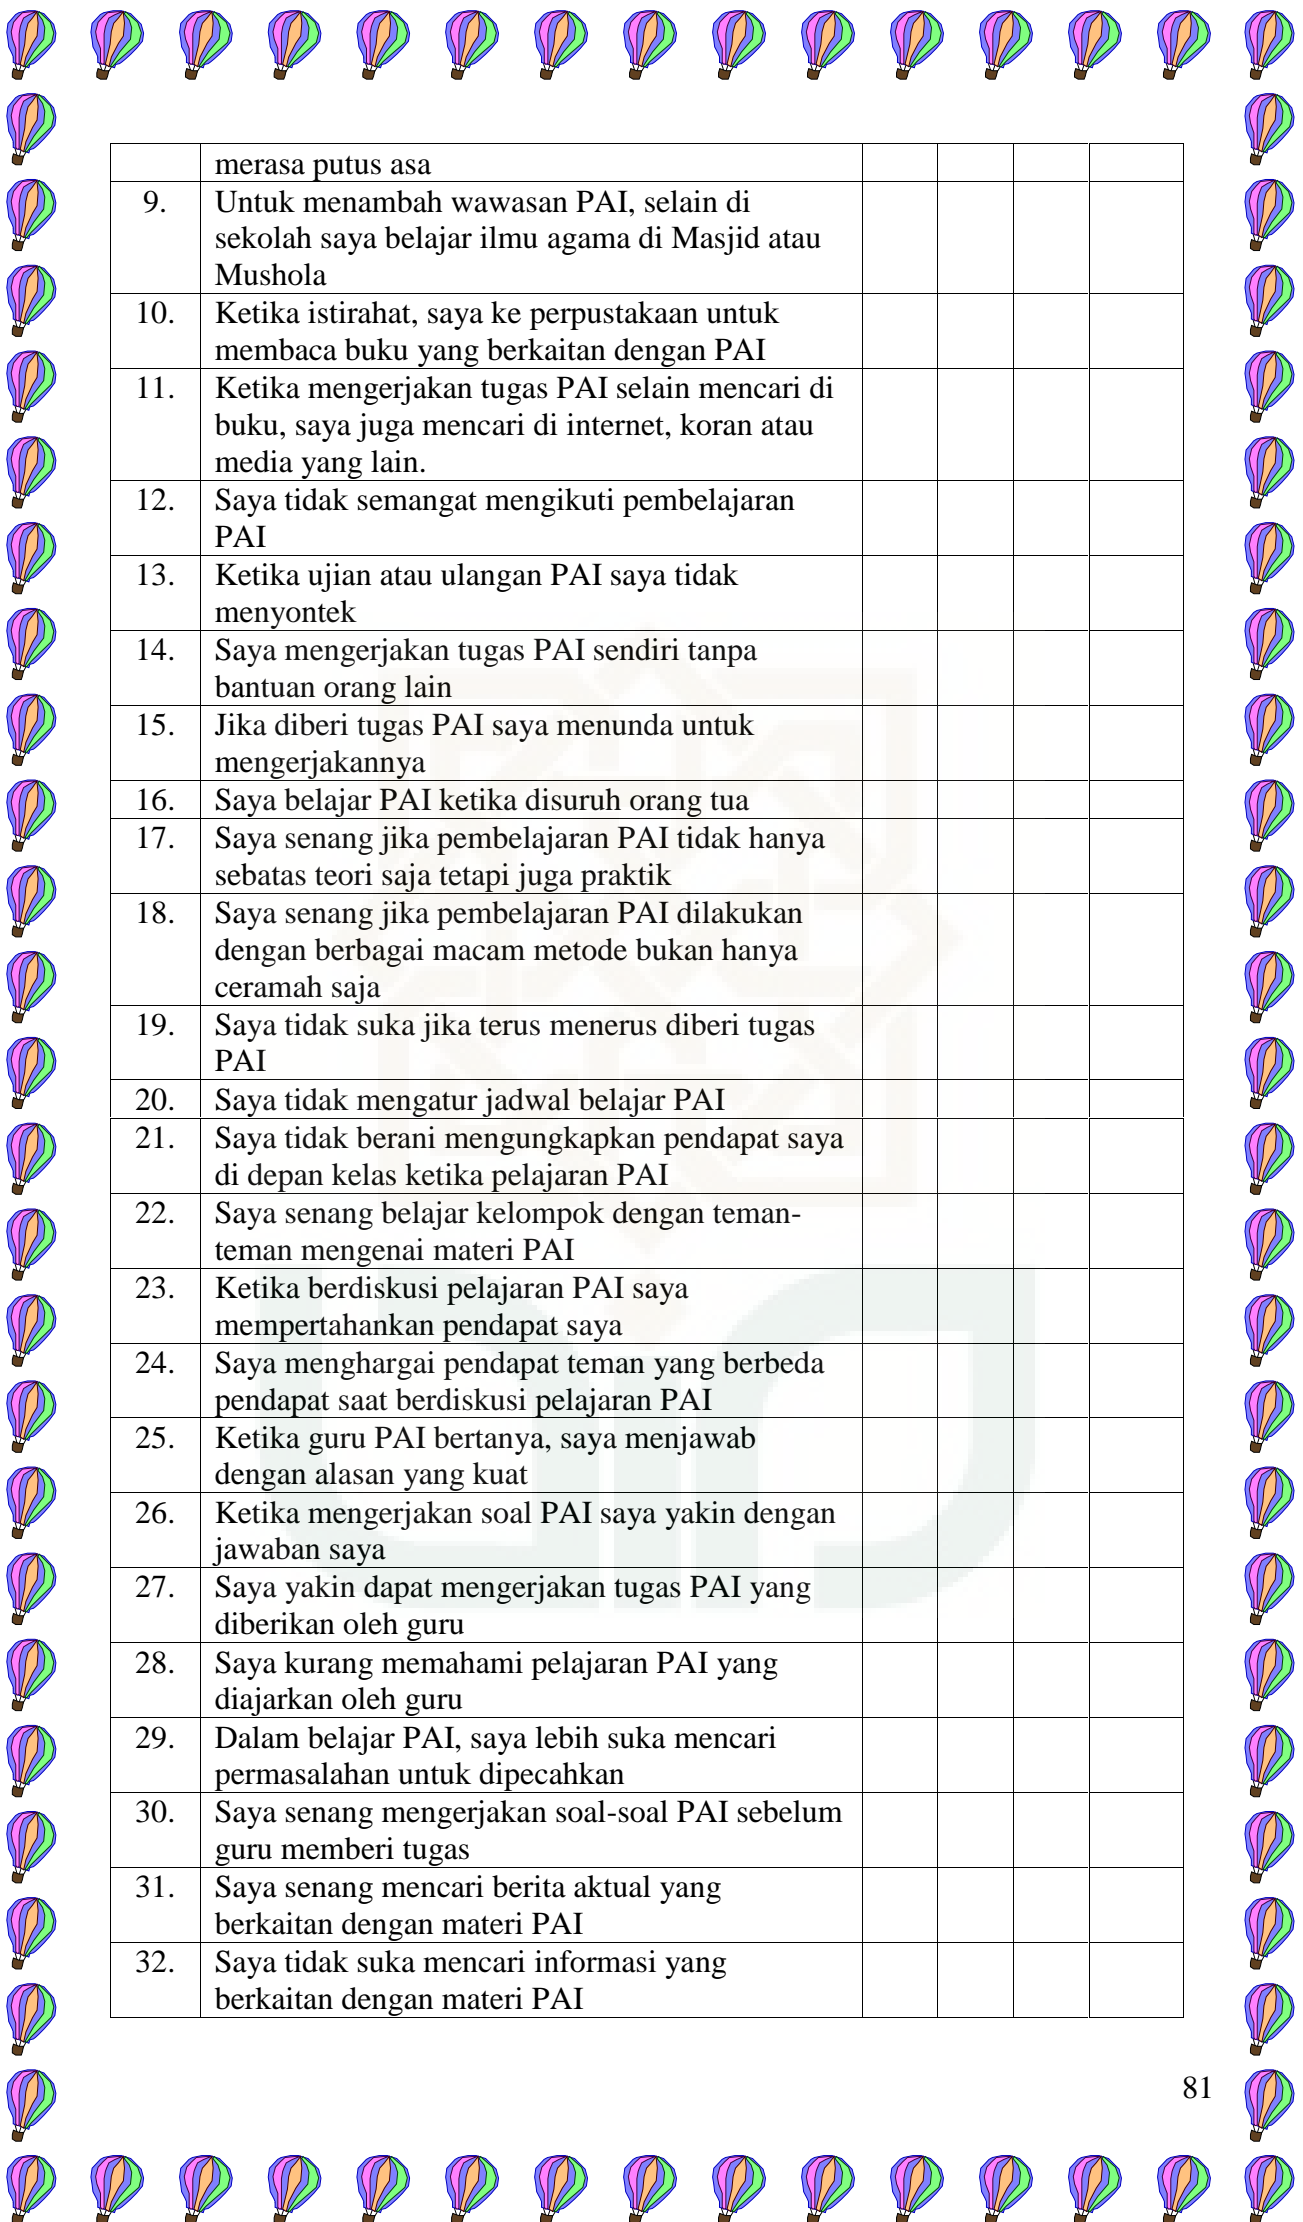 merasa putus asa
9. Untuk menambah wawasan PAI, selain di
sekolah saya belajar ilmu agama di Masjid atau
Mushola
10. Ketika istirahat, saya ke perpustakaan untuk
membaca buku yang berkaitan dengan PAI
11. Ketika mengerjakan tugas PAI selain mencari di
buku, saya juga mencari di internet, koran atau
media yang lain.
12. Saya tidak semangat mengikuti pembelajaran
PAI
13. Ketika ujian atau ulangan PAI saya tidak
menyontek
14. Saya mengerjakan tugas PAI sendiri tanpa
bantuan orang lain
15. Jika diberi tugas PAI saya menunda untuk
mengerjakannya
16. Saya belajar PAI ketika disuruh orang tua
17. Saya senang jika pembelajaran PAI tidak hanya
sebatas teori saja tetapi juga praktik
18. Saya senang jika pembelajaran PAI dilakukan
dengan berbagai macam metode bukan hanya
ceramah saja
19. Saya tidak suka jika terus menerus diberi tugas
PAI
20. Saya tidak mengatur jadwal belajar PAI
21. Saya tidak berani mengungkapkan pendapat saya
di depan kelas ketika pelajaran PAI
22. Saya senang belajar kelompok dengan teman-
teman mengenai materi PAI
23. Ketika berdiskusi pelajaran PAI saya
mempertahankan pendapat saya
24. Saya menghargai pendapat teman yang berbeda
pendapat saat berdiskusi pelajaran PAI
25. Ketika guru PAI bertanya, saya menjawab
dengan alasan yang kuat
26. Ketika mengerjakan soal PAI saya yakin dengan
jawaban saya
27. Saya yakin dapat mengerjakan tugas PAI yang
diberikan oleh guru
28. Saya kurang memahami pelajaran PAI yang
diajarkan oleh guru
29. Dalam belajar PAI, saya lebih suka mencari
permasalahan untuk dipecahkan
30. Saya senang mengerjakan soal-soal PAI sebelum
guru memberi tugas
31. Saya senang mencari berita aktual yang
berkaitan dengan materi PAI
32. Saya tidak suka mencari informasi yang
berkaitan dengan materi PAI
81